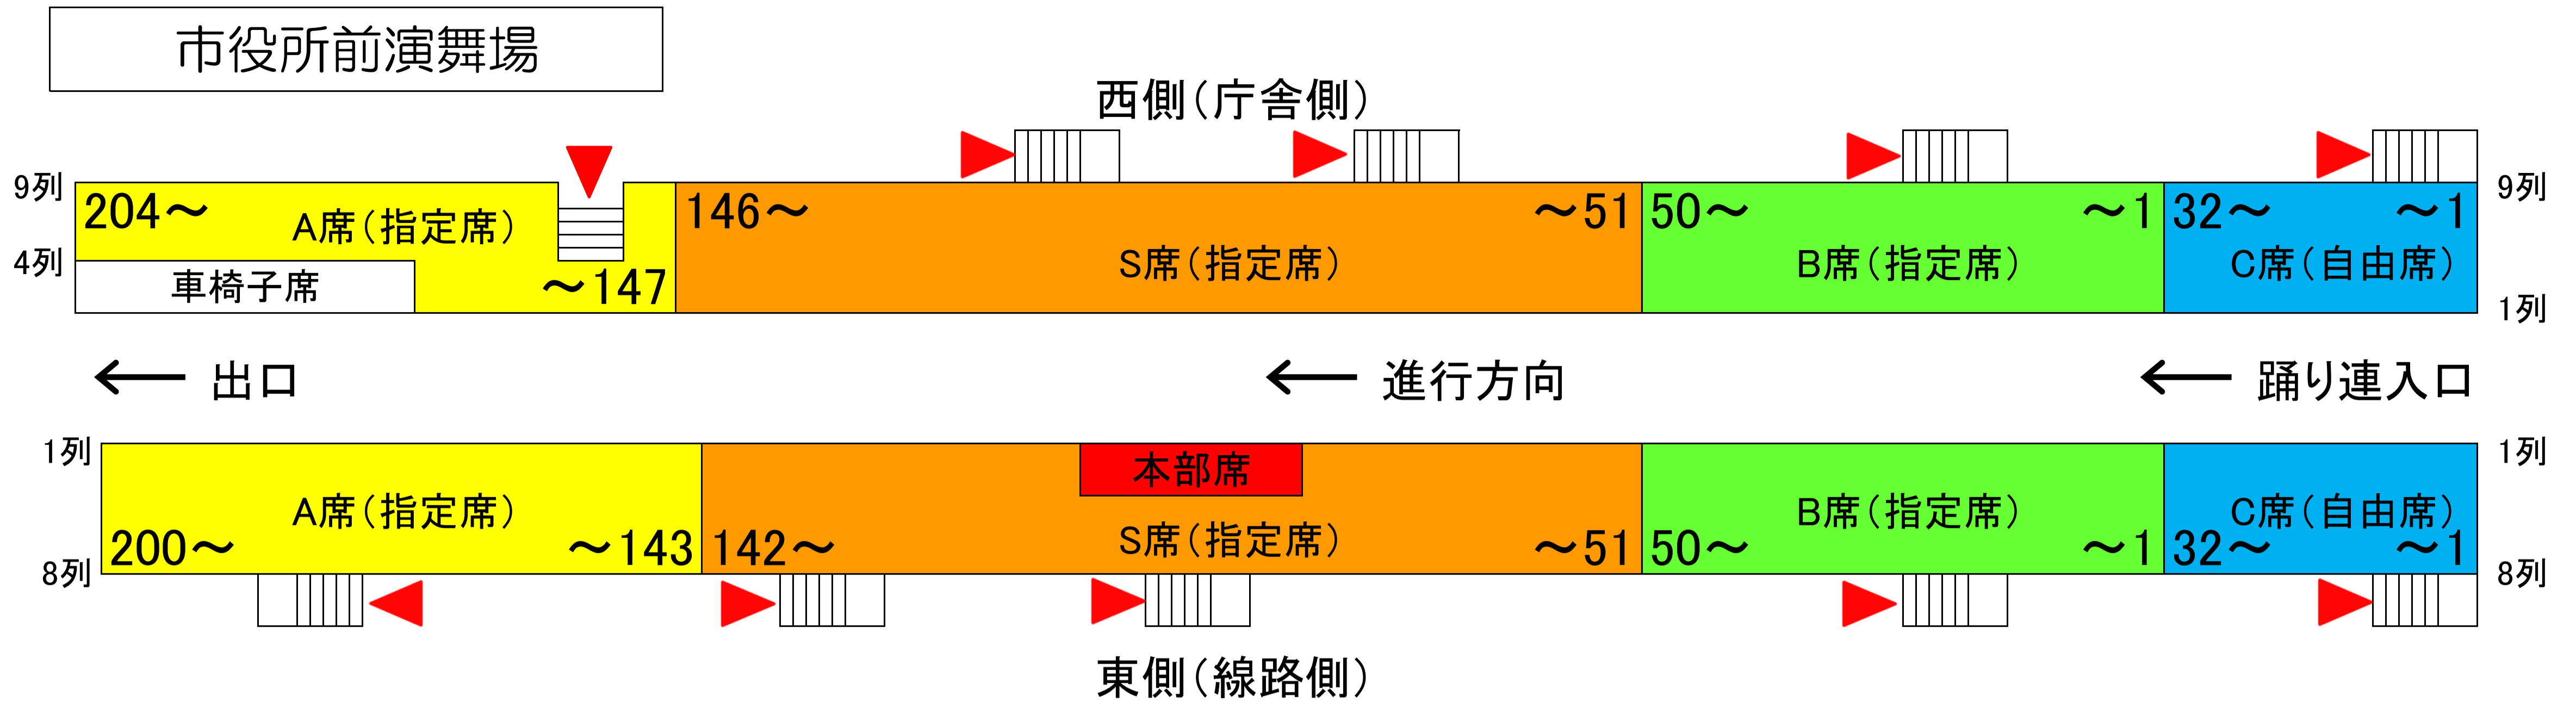 市役所前演舞場
西側（庁舎側）
9列
204～
A席（指定席）
146～
～51
50～
～1
32～
～1
9列
4列
車椅子席
～147
S席（指定席）
B席（指定席）
C席（自由席）
1列
← 出口
← 進行方向
← 踊り連入口
1列
本部席
1列
A席（指定席）
S席（指定席）
B席（指定席）
C席（自由席）
200～
～143
142～
～51
50～
～1
32～
～1
8列
8列
東側（線路側）